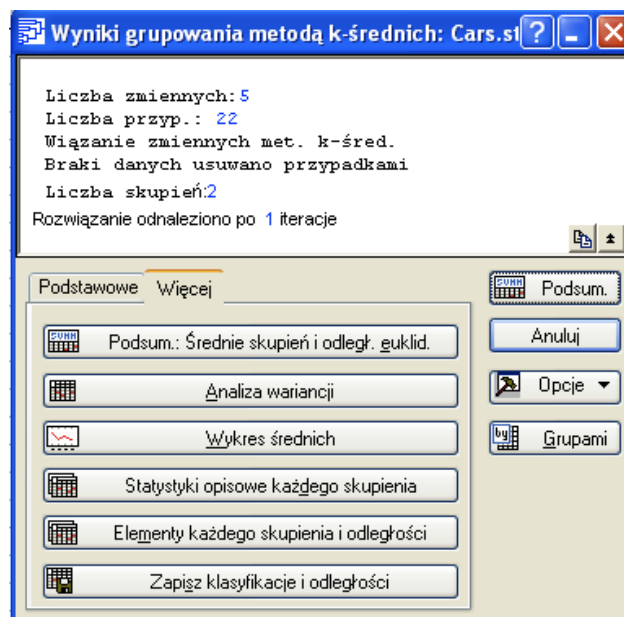 Wyniki grupowania metodą k-średnich: Cars.st
Liczba zmiennych: 5
Liczba przyp.: 22
Wiązanie zmiennych met. k-śred.
Braki danych usuwano przypadkami
Liczba skupień:2
Rozwiązanie odnaleziono po 1 iteracje
Podstawowe Więcej
Podsum.
Podsum.: Średnie skupień i odległ. euklid.
Anuluj
Analiza wariancji
Opcje
Wykres średnich
Grupami
Statystyki opisowe każdego skupienia
Elementy każdego skupienia i odległości
Zapisz klasyfikacje i odległości